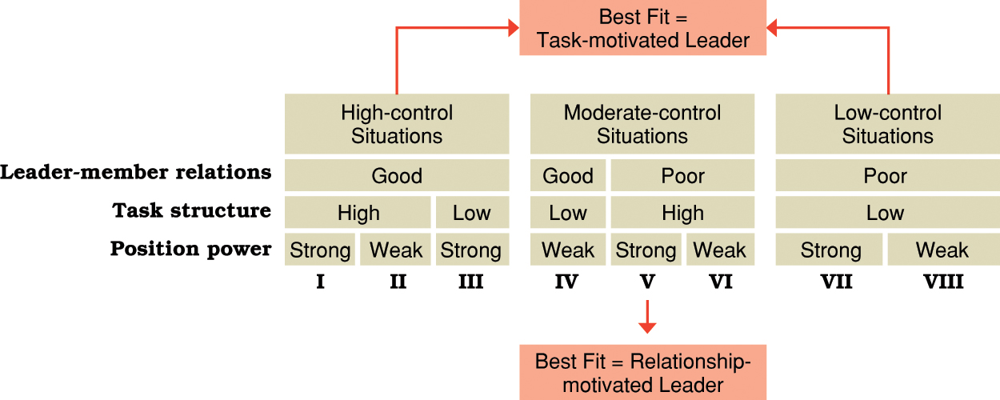 Best Fit =
Task-motivated Leader
High-control
Situations
Moderate-control
Situations
Low-control
Situations
Leader-member relations
Good
Good
Poor
Poor
Task structure
High
Low
Low
High
Low
Position power
Strong
Weak
Strong
Weak
Strong
Weak
Strong
Weak
I
II
III
IV
V
VI
VII
VIII
Best Fit = Relationship-
motivated Leader